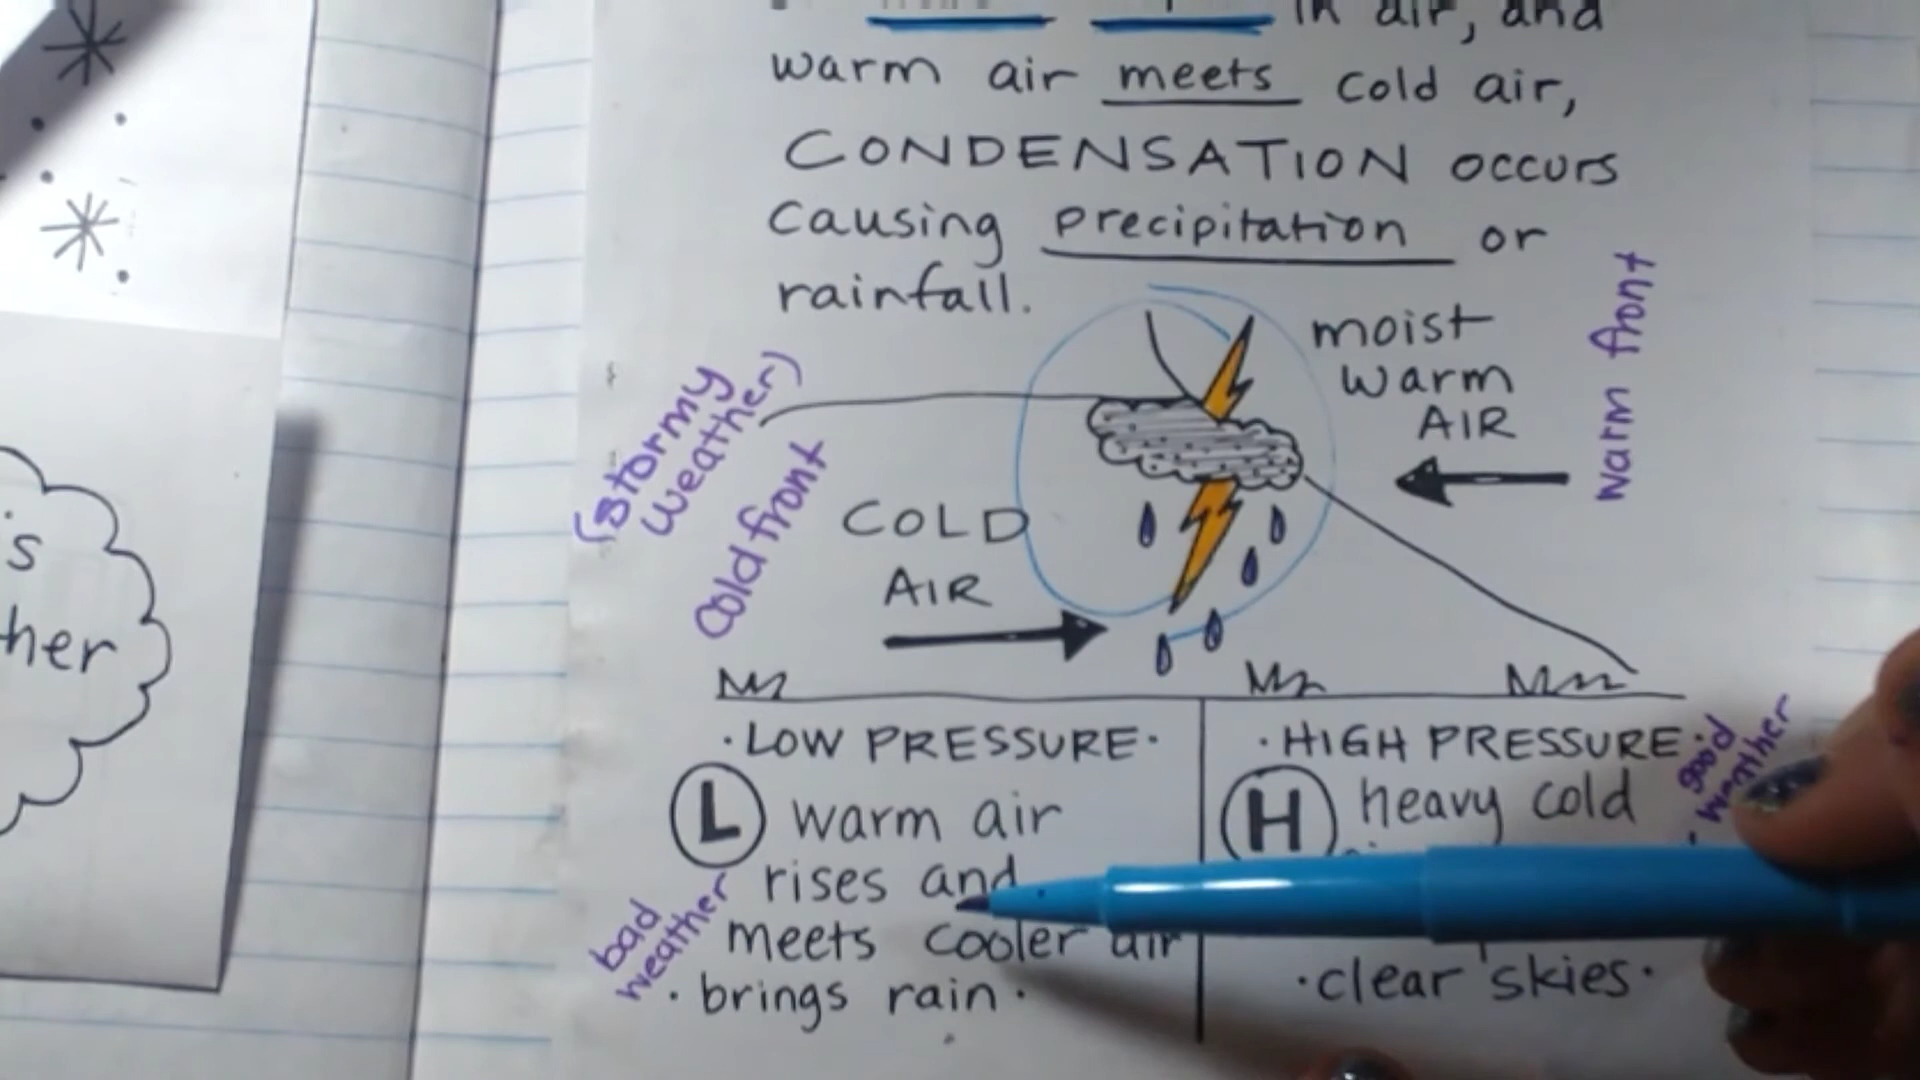 in air, and
warm air meets cold air,
CONDENSATION occurs
causing precipitation or
rainfall.
moist
warm
AIR
warm front
(stormy
weather)
Cold front
COLD
AIR
·LOW PRESSURE·
L warm air
rises and
meets cooler air
· brings rain ·
bad
weather
·HIGH PRESSURE·
H heavy cold
·clear skies·
good
weather